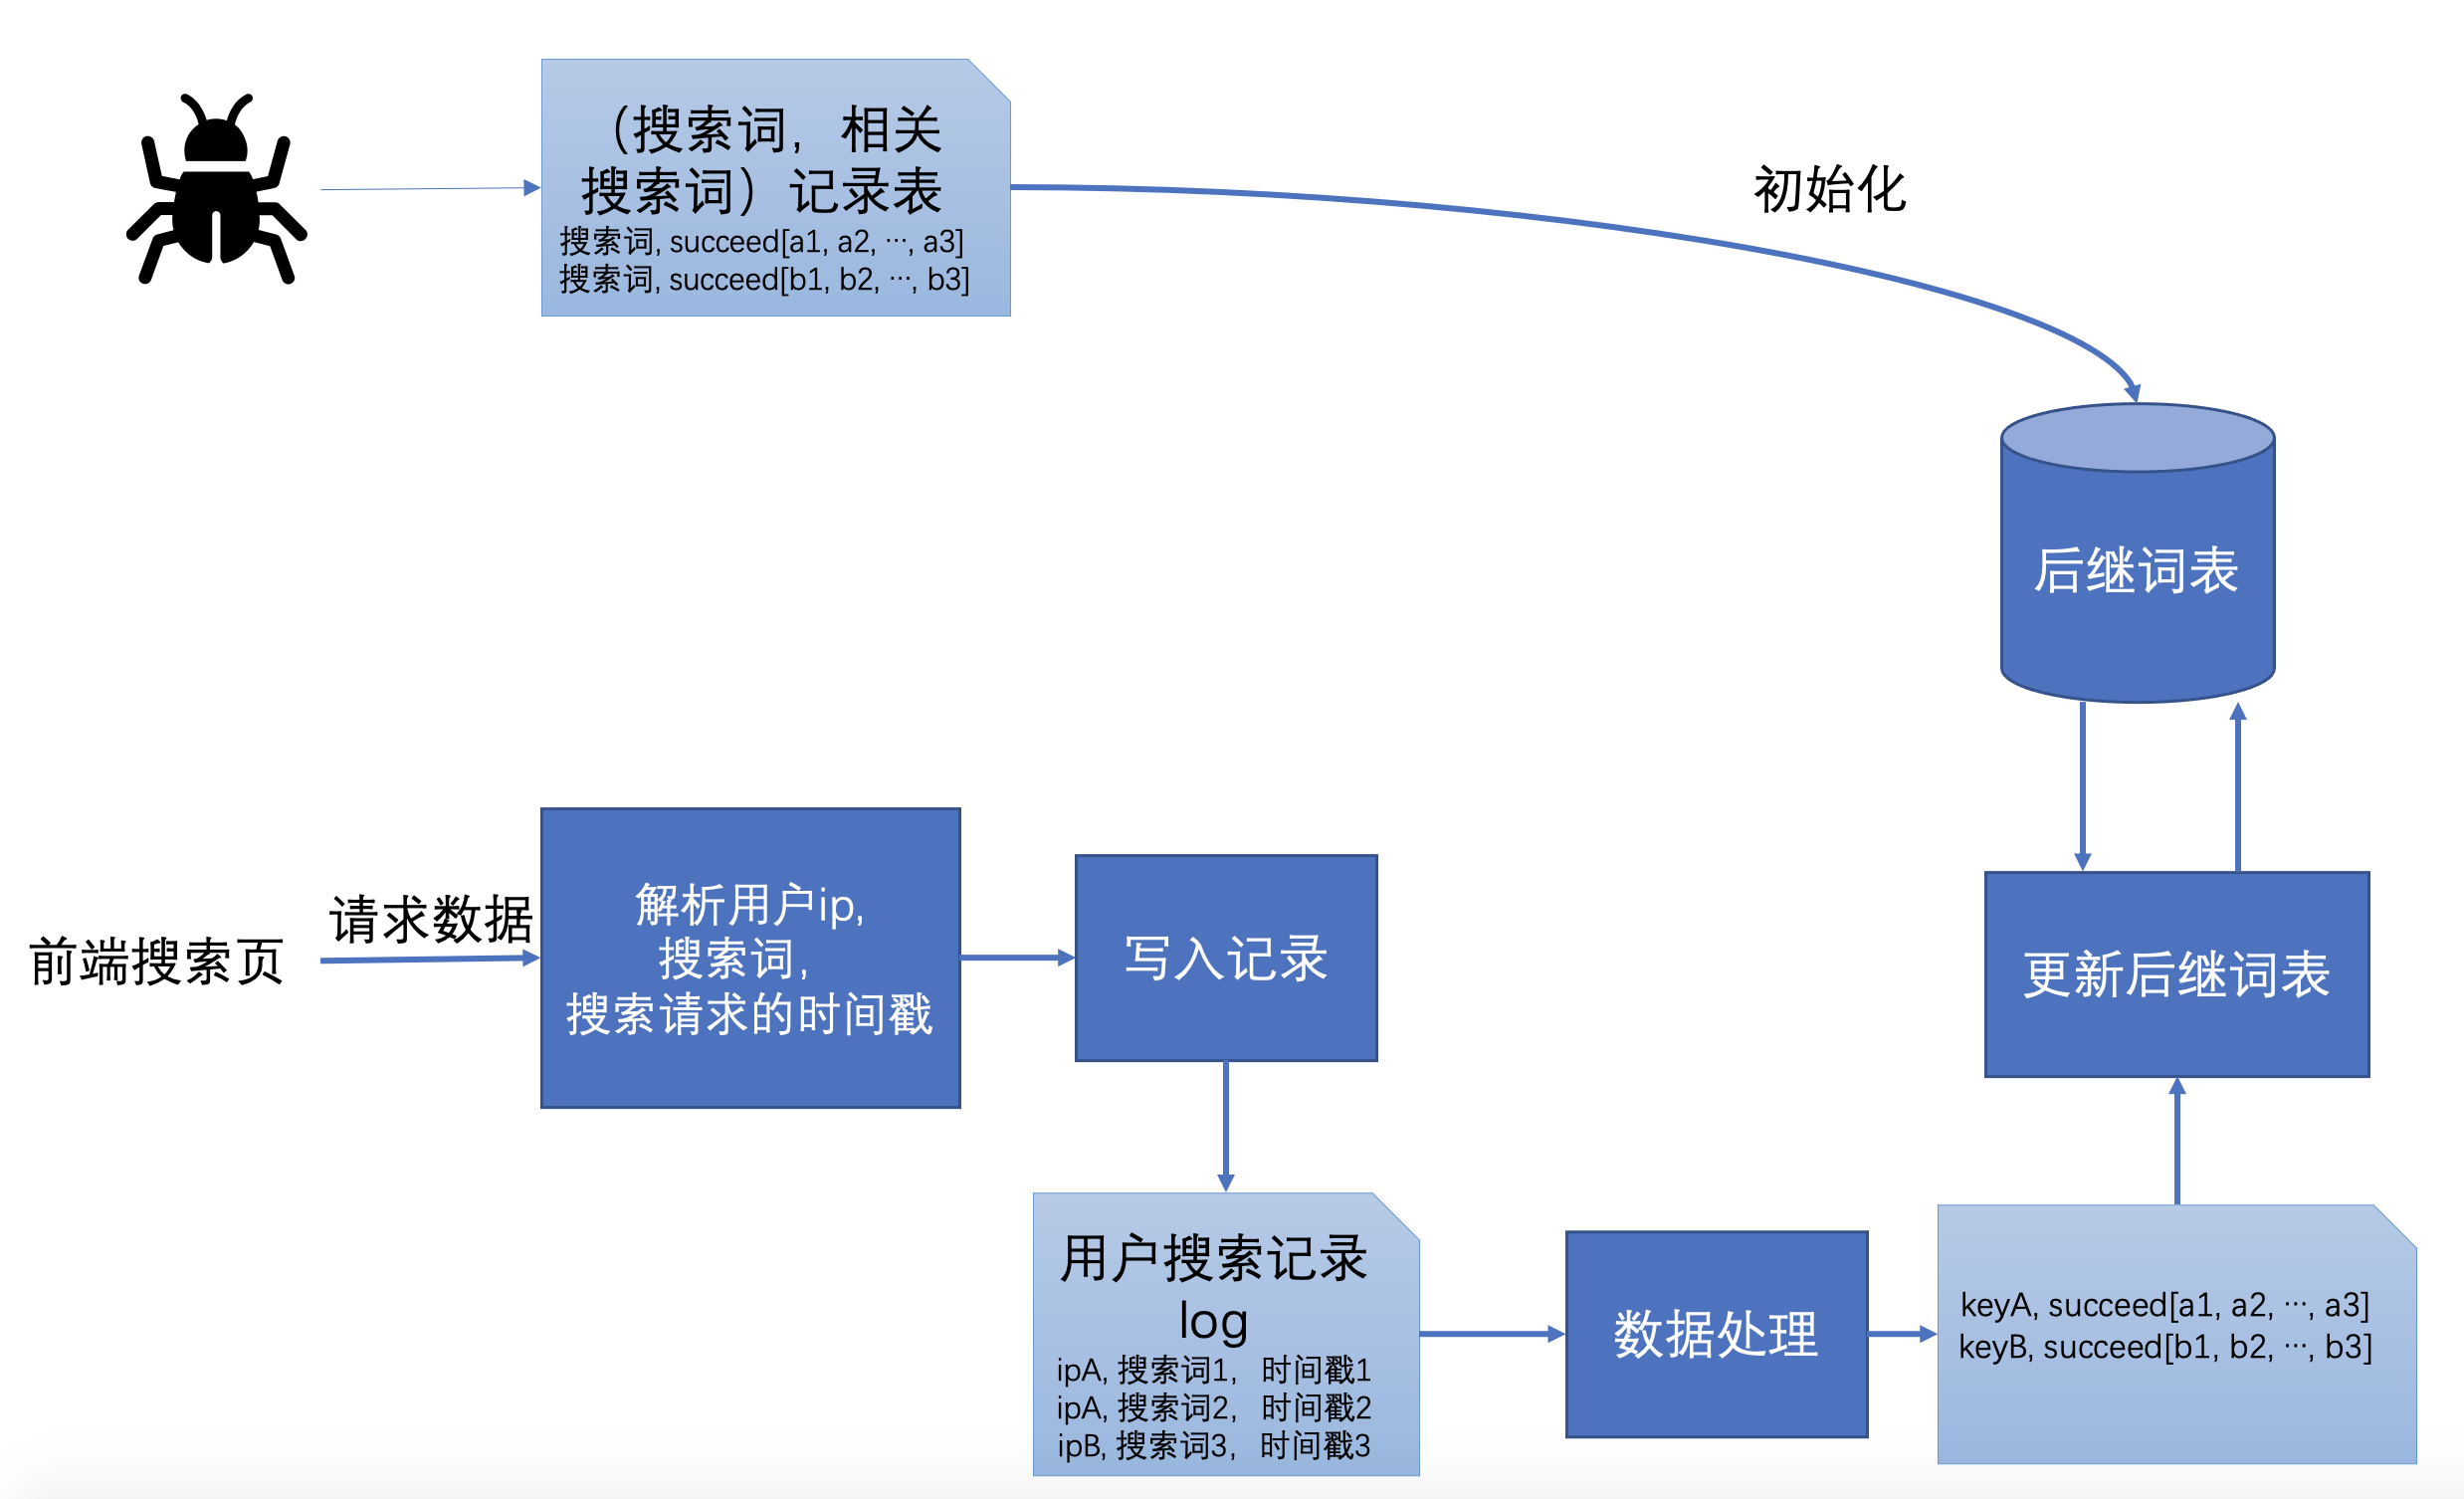 （搜索词，相关
搜索词）记录表
搜索词, succeed[a1, a2, …, a3]
搜索词, succeed[b1, b2, …, b3]
初始化
后继词表
前端搜索页
请求数据
解析用户ip,
搜索词，
搜索请求的时间戳
写入记录
更新后继词表
用户搜索记录
log
ipA, 搜索词1， 时间戳1
ipA, 搜索词2， 时间戳2
ipB, 搜索词3， 时间戳3
数据处理
keyA, succeed[a1, a2, …, a3]
keyB, succeed[b1, b2, …, b3]